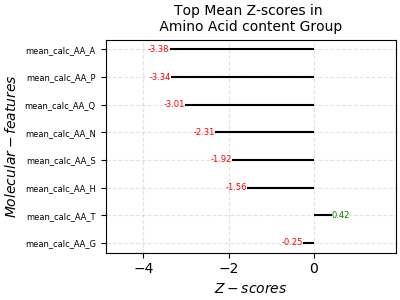 Top Mean Z-scores in
Amino Acid content Group
Molecular − features
mean_calc_AA_A
-3.38
mean_calc_AA_P
-3.34
mean_calc_AA_Q
-3.01
mean_calc_AA_N
-2.31
mean_calc_AA_S
-1.92
mean_calc_AA_H
-1.56
mean_calc_AA_T
0.42
mean_calc_AA_G
-0.25
−4 −2 0
Z − scores